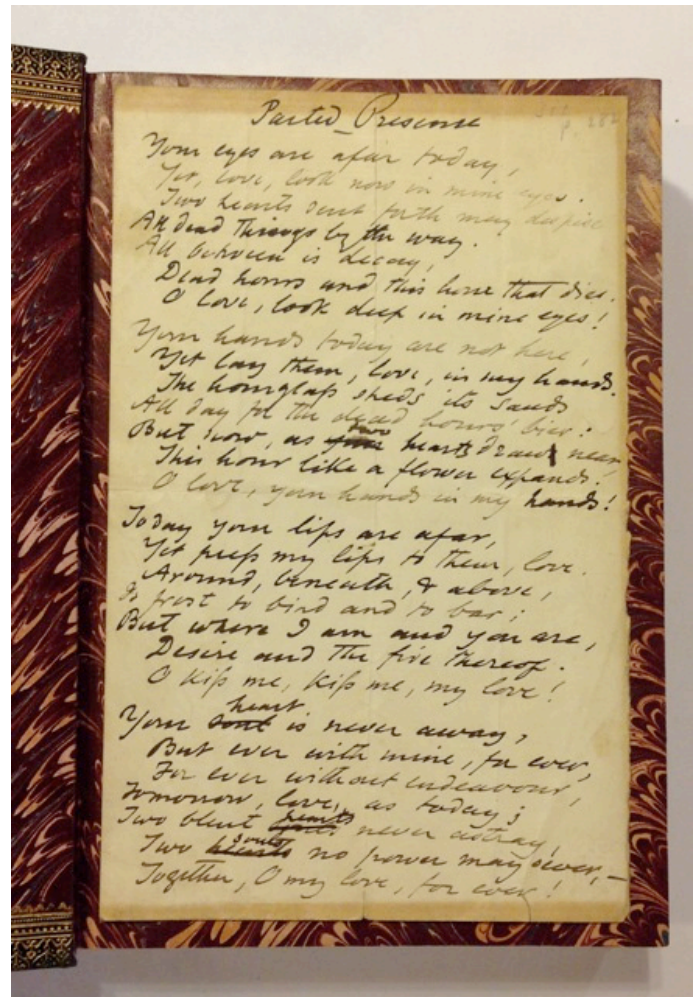 Parted Presence
Your eyes are afar today,
Yet, love, look now in mine eyes.
Two hearts sent forth may despise
All dead things by the way.
All between is decay,
Dead hours and this hour that dies.
O love, look deep in mine eyes!
Your hands today are not here,
Yet lay them, love, in my hands.
The hourglass sheds its sands
All day for the dead hours' bier:
But now, as two hearts draw near,
This hour like a flower expands.
O love, your hands in my hands!
Today your lips are afar,
Yet press my lips to them, love.
Around, beneath, & above,
Is frost to bind and to bar;
But where I am and you are,
Desire and the fire thereof.
O kiss me, kiss me, my love!
Your heart is never away,
But ever with mine, for ever,
For ever without endeavour,
Tomorrow, love, as today;
Two blent hearts never astray,
Two souls no power may sever,—
Together, O my love, for ever!